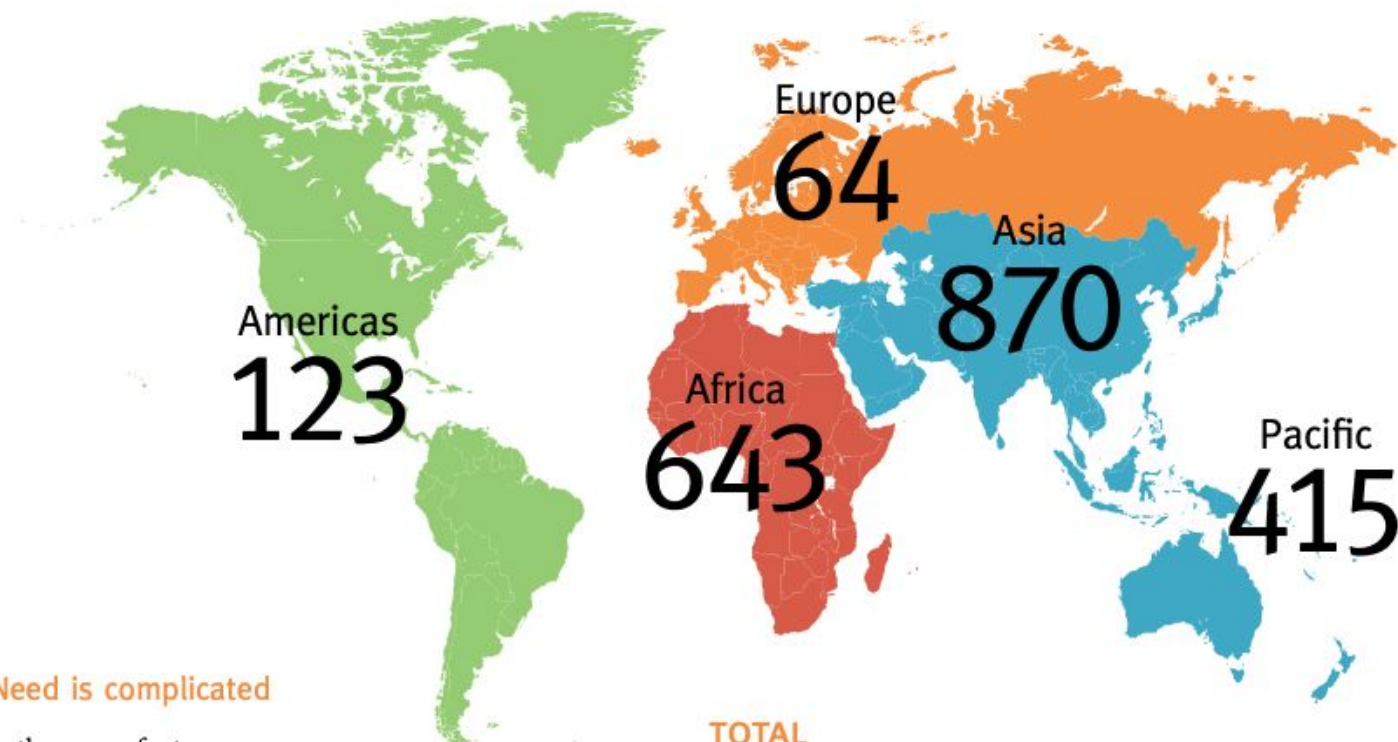 Europe
64
Asia
870
Americas
123
Africa
643
Pacific
415
Need is complicated
TOTAL